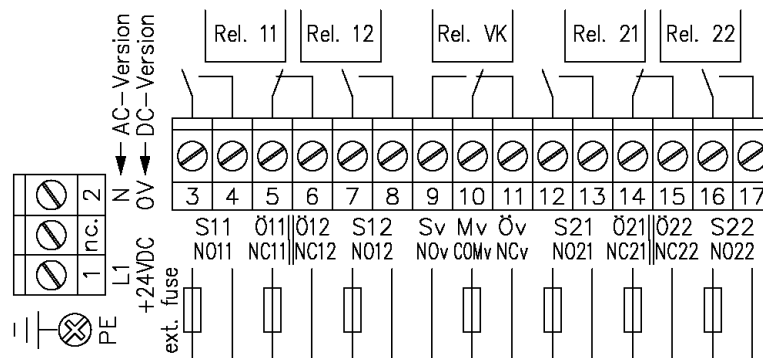 Rel. 11
Rel. 12
Rel. VK
Rel. 21
Rel. 22
AC-Version
DC-Version
N
0V
3 4 5 6 7 8 9 10 11 12 13 14 15 16 17
S11 Ö11 Ö12 S12 Sv Mv Öv S21 Ö21 Ö22 S22
NO11 NC11 NC12 NO12 NOv COMv NCv NO21 NC21 NC22 NO22
2
nc.
1
L1
+24VDC
PE
ext. fuse